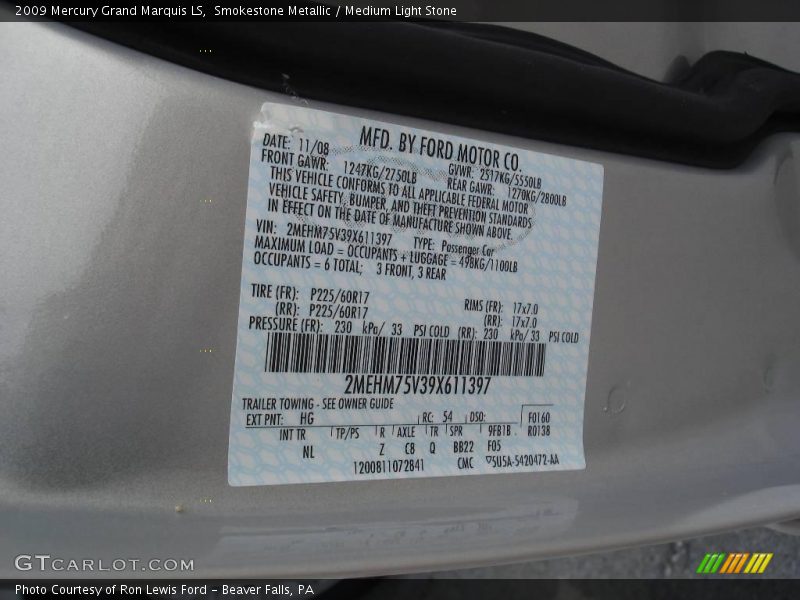 2009 Mercury Grand Marquis LS, Smokestone Metallic / Medium Light Stone
MFD. BY FORD MOTOR CO.
DATE: 11/08 GVWR: 2517KG/5550LB
FRONT GAWR: 1247KG/2750LB REAR GAWR: 1270KG/2800LB
THIS VEHICLE CONFORMS TO ALL APPLICABLE FEDERAL MOTOR
VEHICLE SAFETY, BUMPER, AND THEFT PREVENTION STANDARDS
IN EFFECT ON THE DATE OF MANUFACTURE SHOWN ABOVE.
VIN: 2MEHM75V39X611397 TYPE: Passenger Car
MAXIMUM LOAD = OCCUPANTS + LUGGAGE = 498KG/1100LB
OCCUPANTS = 6 TOTAL; 3 FRONT, 3 REAR
TIRE (FR): P225/60R17 RIMS (FR): 17x7.0
(RR): P225/60R17 (RR): 17x7.0
PRESSURE (FR): 230 kPa/ 33 PSI COLD (RR): 230 kPa/ 33 PSI COLD
2MEHM75V39X611397
TRAILER TOWING - SEE OWNER GUIDE
EXT PNT: HG RC: 54 DSO: F0160
INT TR TP/PS R AXLE TR SPR 9FB1B R0138
NL Z C8 Q BB22 F05
1200811072841 CMC ▽5U5A-5420472-AA
GTCARLOT.COM
Photo Courtesy of Ron Lewis Ford - Beaver Falls, PA